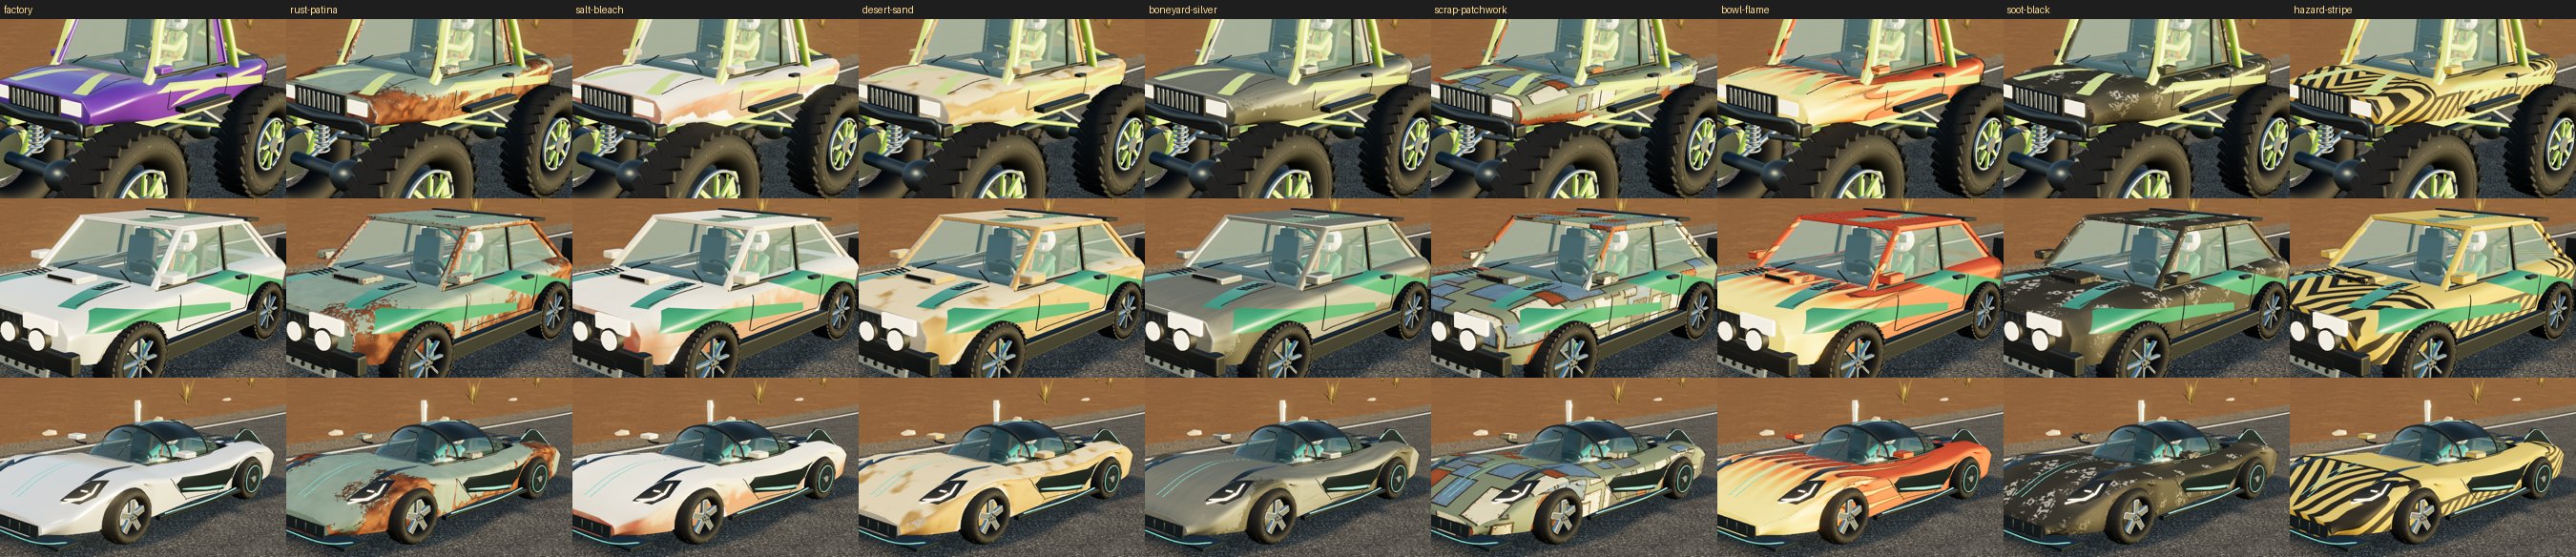 factory
rust-patina
salt-bleach
desert-sand
boneyard-silver
scrap-patchwork
bowl-flame
soot-black
hazard-stripe